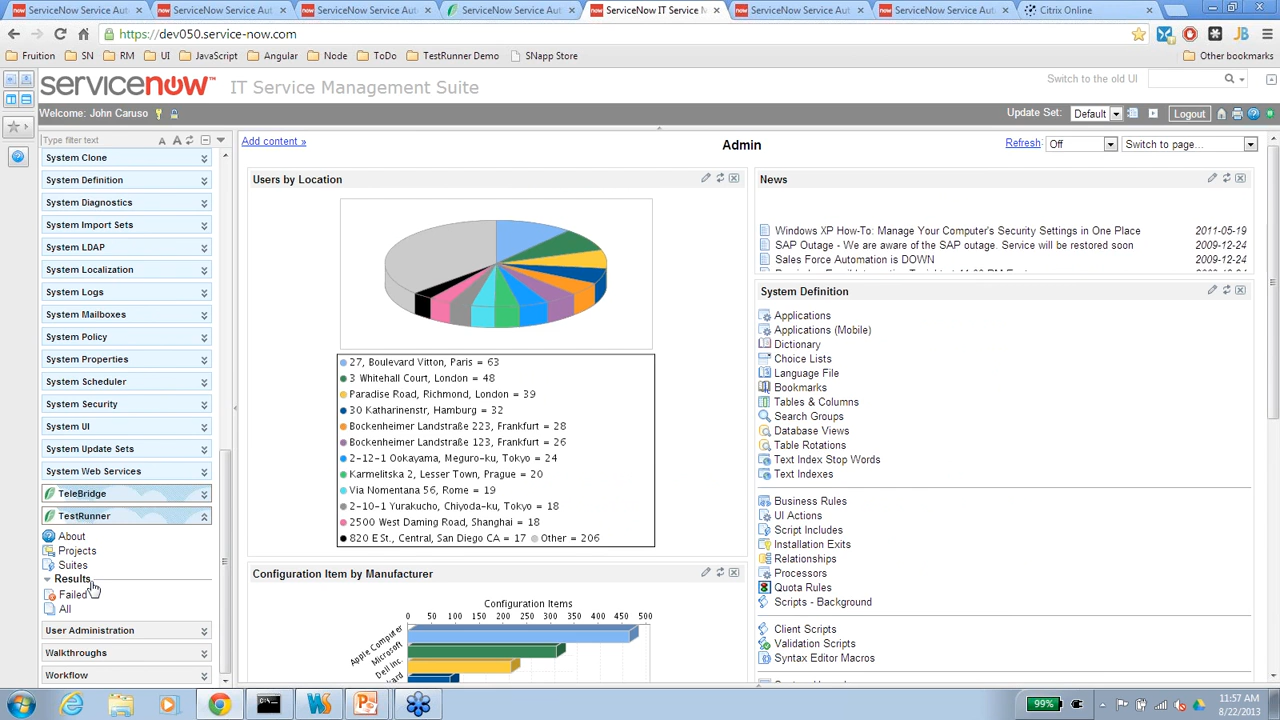 ServiceNow Service Aut
ServiceNow Service Aut
ServiceNow Service Aut
ServiceNow Service Aut
ServiceNow IT Service M
ServiceNow Service Aut
ServiceNow Service Aut
Citrix Online
https://dev050.service-now.com
Fruition
SN
RM
UI
JavaScript
Angular
Node
ToDo
TestRunner Demo
SNapp Store
Other bookmarks
servicenow™ IT Service Management Suite
Switch to the old UI
Welcome: John Caruso
Update Set: Default
Logout
Type filter text
System Clone
System Definition
System Diagnostics
System Import Sets
System LDAP
System Localization
System Logs
System Mailboxes
System Policy
System Properties
System Scheduler
System Security
System UI
System Update Sets
System Web Services
TeleBridge
TestRunner
About
Projects
Suites
Results
Failed
All
User Administration
Walkthroughs
Workflow
Add content »
Admin
Refresh: Off
Switch to page...
Users by Location
27, Boulevard Vitton, Paris = 63
3 Whitehall Court, London = 48
Paradise Road, Richmond, London = 39
30 Katharinenstr, Hamburg = 32
Bockenheimer Landstraße 223, Frankfurt = 28
Bockenheimer Landstraße 123, Frankfurt = 26
2-12-1 Ookayama, Meguro-ku, Tokyo = 24
Karmelitska 2, Lesser Town, Prague = 20
Via Nomentana 56, Rome = 19
2-10-1 Yurakucho, Chiyoda-ku, Tokyo = 18
2500 West Daming Road, Shanghai = 18
820 E St., Central, San Diego CA = 17 Other = 206
Configuration Item by Manufacturer
Configuration Items
0 50 100 150 200 250 300 350 400 450 500
Apple Computer
Microsoft
Dell Inc.
News
Windows XP How-To: Manage Your Computer's Security Settings in One Place 2011-05-19
SAP Outage - We are aware of the SAP outage. Service will be restored soon 2009-12-24
Sales Force Automation is DOWN 2009-12-24
System Definition
Applications
Applications (Mobile)
Dictionary
Choice Lists
Language File
Bookmarks
Tables & Columns
Search Groups
Database Views
Table Rotations
Text Index Stop Words
Text Indexes
Business Rules
UI Actions
Script Includes
Installation Exits
Relationships
Processors
Quota Rules
Scripts - Background
Client Scripts
Validation Scripts
Syntax Editor Macros
99%
11:57 AM
8/22/2013